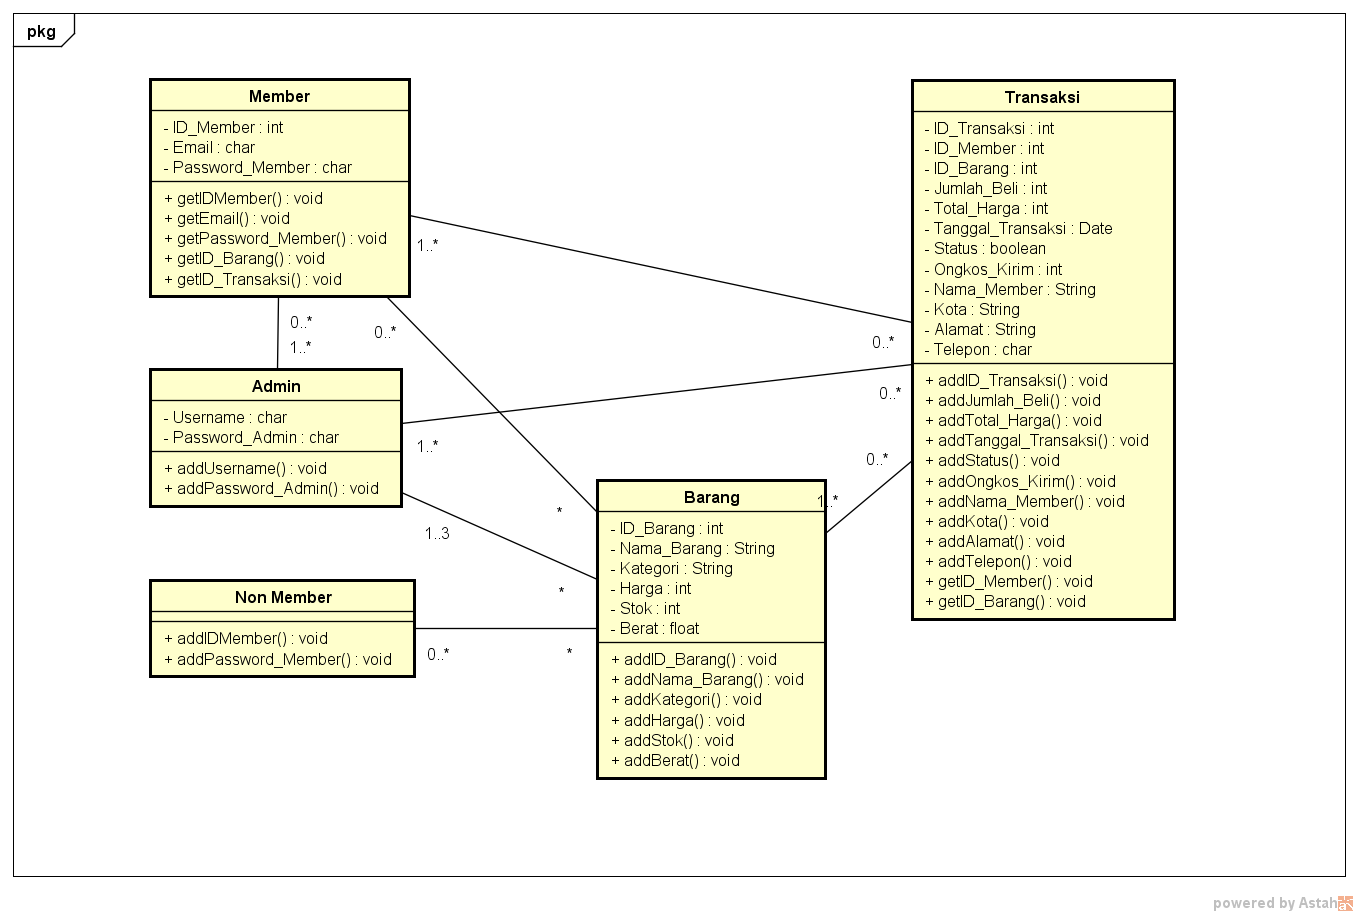 pkg
Member
- ID_Member : int
- Email : char
- Password_Member : char
+ getIDMember() : void
+ getEmail() : void
+ getPassword_Member() : void
+ getID_Barang() : void
+ getID_Transaksi() : void
Transaksi
- ID_Transaksi : int
- ID_Member : int
- ID_Barang : int
- Jumlah_Beli : int
- Total_Harga : int
- Tanggal_Transaksi : Date
- Status : boolean
- Ongkos_Kirim : int
- Nama_Member : String
- Kota : String
- Alamat : String
- Telepon : char
+ addID_Transaksi() : void
+ addJumlah_Beli() : void
+ addTotal_Harga() : void
+ addTanggal_Transaksi() : void
+ addStatus() : void
+ addOngkos_Kirim() : void
+ addNama_Member() : void
+ addKota() : void
+ addAlamat() : void
+ addTelepon() : void
+ getID_Member() : void
+ getID_Barang() : void
1..*
0..*
0..*
1..*
0..*
Admin
- Username : char
- Password_Admin : char
+ addUsername() : void
+ addPassword_Admin() : void
0..*
1..*
0..*
1..*
*
1..3
*
Barang
- ID_Barang : int
- Nama_Barang : String
- Kategori : String
- Harga : int
- Stok : int
- Berat : float
+ addID_Barang() : void
+ addNama_Barang() : void
+ addKategori() : void
+ addHarga() : void
+ addStok() : void
+ addBerat() : void
Non Member
+ addIDMember() : void
+ addPassword_Member() : void
0..*
*
powered by Astah